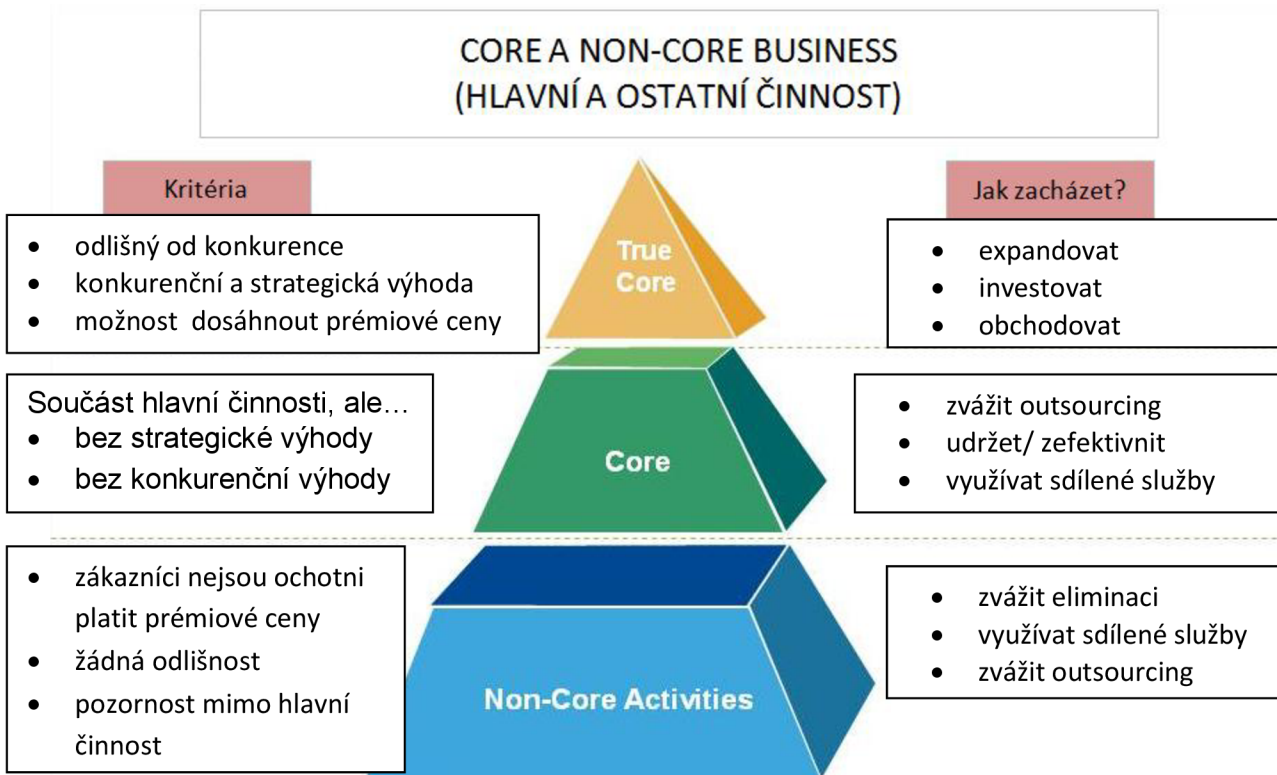 CORE A NON-CORE BUSINESS
(HLAVNÍ A OSTATNÍ ČINNOST)
Kritéria
Jak zacházet?
• odlišný od konkurence
• konkurenční a strategická výhoda
• možnost dosáhnout prémiové ceny
True
Core
• expandovat
• investovat
• obchodovat
Součást hlavní činnosti, ale…
• bez strategické výhody
• bez konkurenční výhody
Core
• zvážit outsourcing
• udržet/ zefektivnit
• využívat sdílené služby
• zákazníci nejsou ochotni
platit prémiové ceny
• žádná odlišnost
• pozornost mimo hlavní
činnost
Non-Core Activities
• zvážit eliminaci
• využívat sdílené služby
• zvážit outsourcing